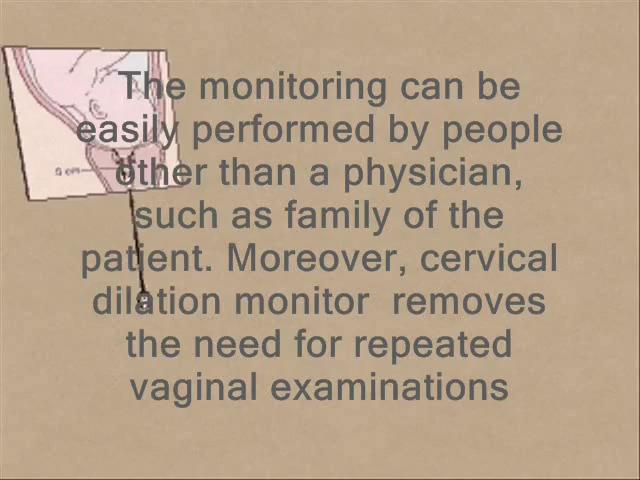 The monitoring can be
easily performed by people
other than a physician,
such as family of the
patient. Moreover, cervical
dilation monitor  removes
the need for repeated
vaginal examinations